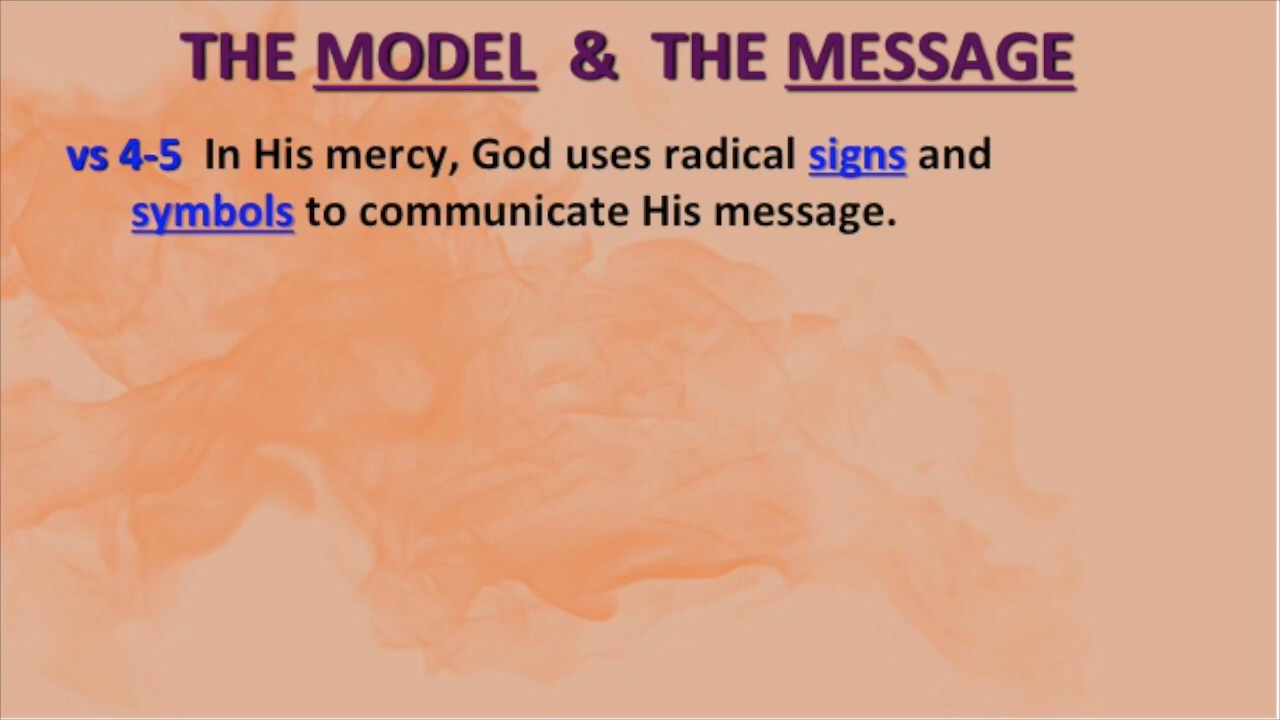 THE MODEL & THE MESSAGE
vs 4-5 In His mercy, God uses radical signs and
symbols to communicate His message.